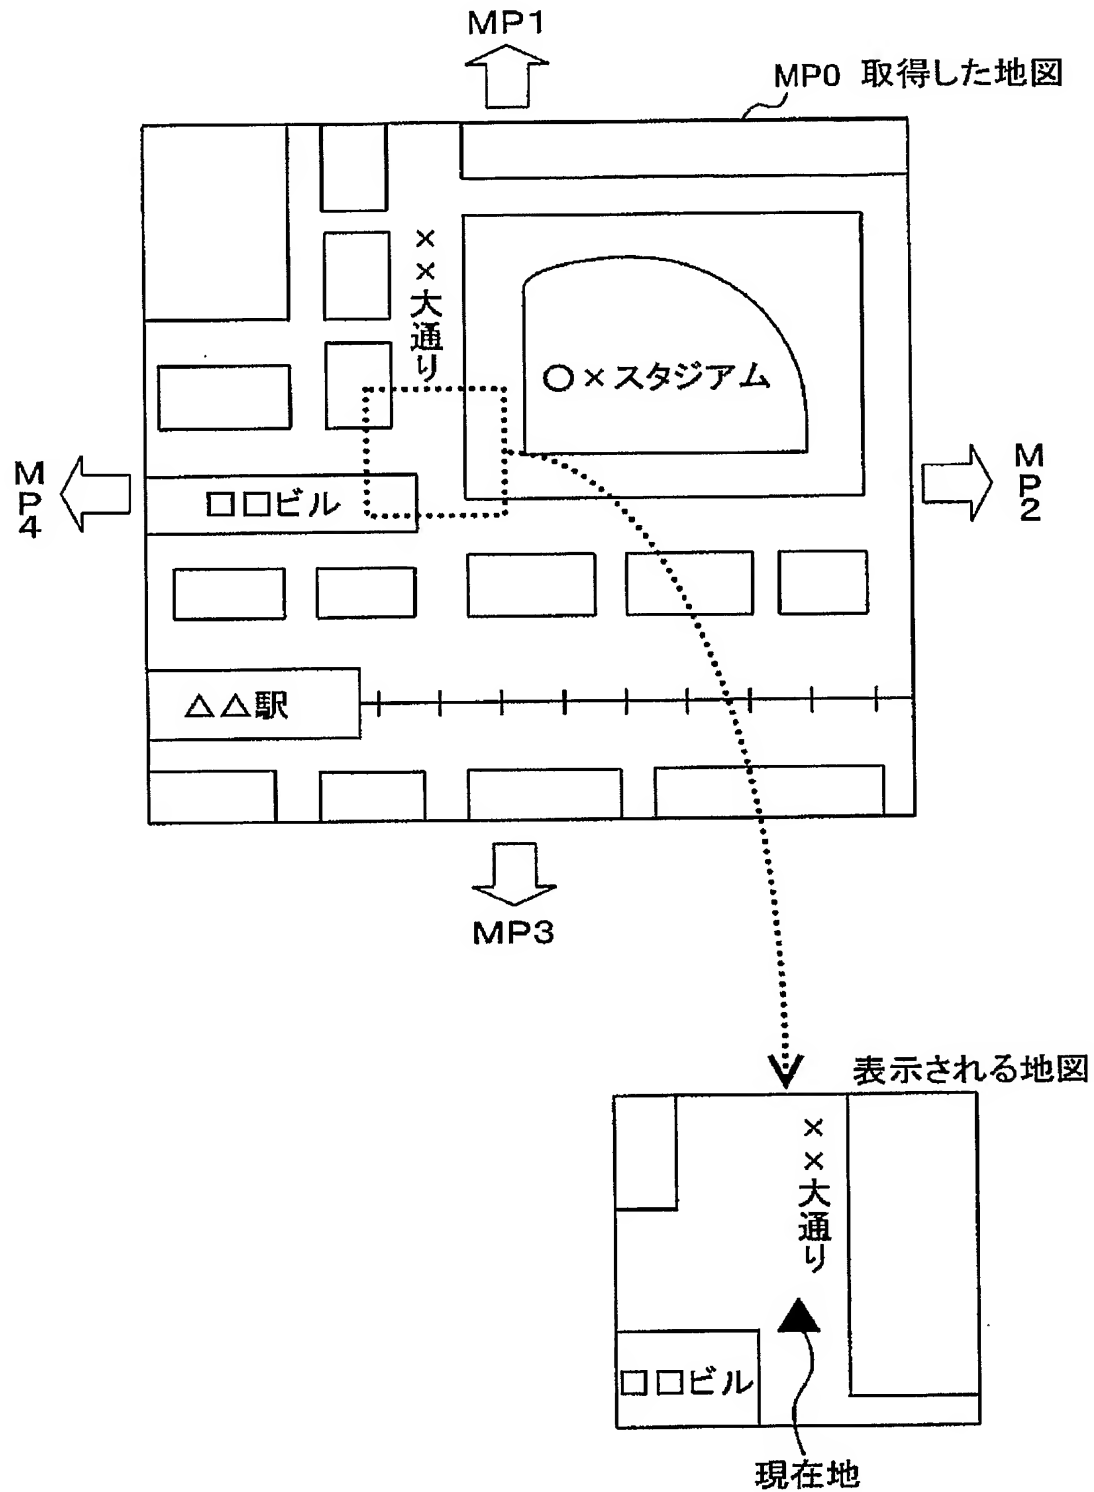 MP1
MP0 取得した地図
××大通り
○×スタジアム
MP4
MP2
□□ビル
△△駅
MP3
表示される地図
××大通り
□□ビル
現在地